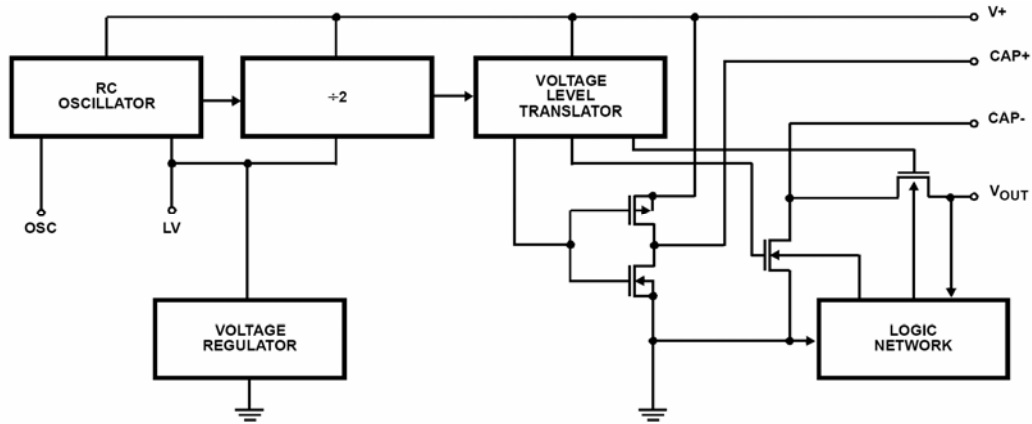 V+
CAP+
RC
OSCILLATOR
÷2
VOLTAGE
LEVEL
TRANSLATOR
CAP-
VOUT
OSC
LV
VOLTAGE
REGULATOR
LOGIC
NETWORK